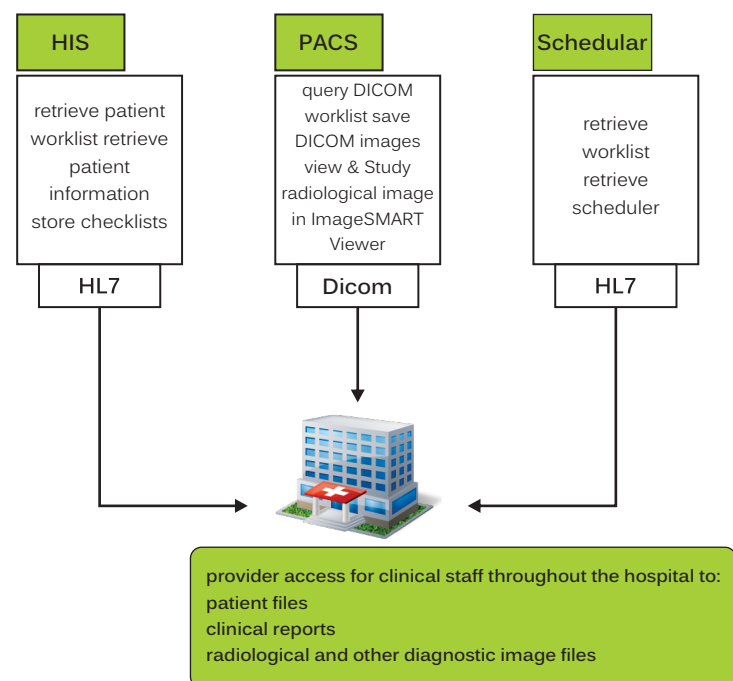 HIS
retrieve patient
worklist retrieve
patient
information
store checklists
HL7
PACS
query DICOM
worklist save
DICOM images
view & Study
radiological image
in ImageSMART
Viewer
Dicom
Schedular
retrieve
worklist
retrieve
scheduler
HL7
provider access for clinical staff throughout the hospital to:
patient files
clinical reports
radiological and other diagnostic image files